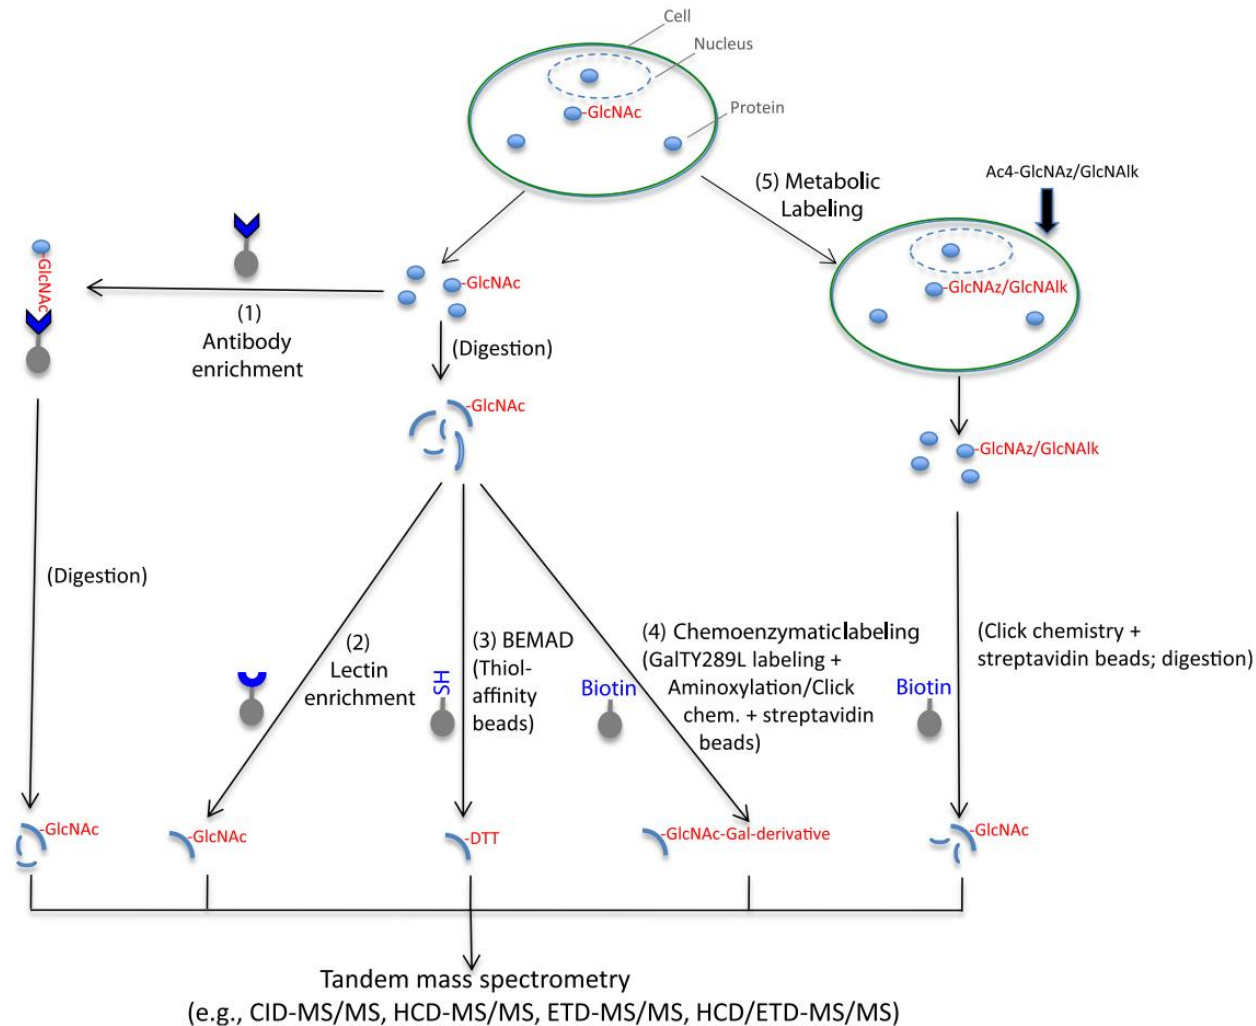 Cell
Nucleus
-GlcNAc
Protein
(5) Metabolic
Labeling
Ac4-GlcNAz/GlcNAlk
-GlcNAc
-GlcNAc
(1)
Antibody
enrichment
(Digestion)
-GlcNAz/GlcNAlk
-GlcNAc
-GlcNAz/GlcNAlk
(Digestion)
(2)
Lectin
enrichment
(3) BEMAD
(Thiol-
affinity
beads)
SH
(4) Chemoenzymatic labeling
(GalTY289L labeling +
Aminoxylation/Click
chem. + streptavidin
beads)
Biotin
(Click chemistry +
streptavidin beads; digestion)
Biotin
-GlcNAc
-GlcNAc
-DTT
-GlcNAc-Gal-derivative
-GlcNAc
Tandem mass spectrometry
(e.g., CID-MS/MS, HCD-MS/MS, ETD-MS/MS, HCD/ETD-MS/MS)